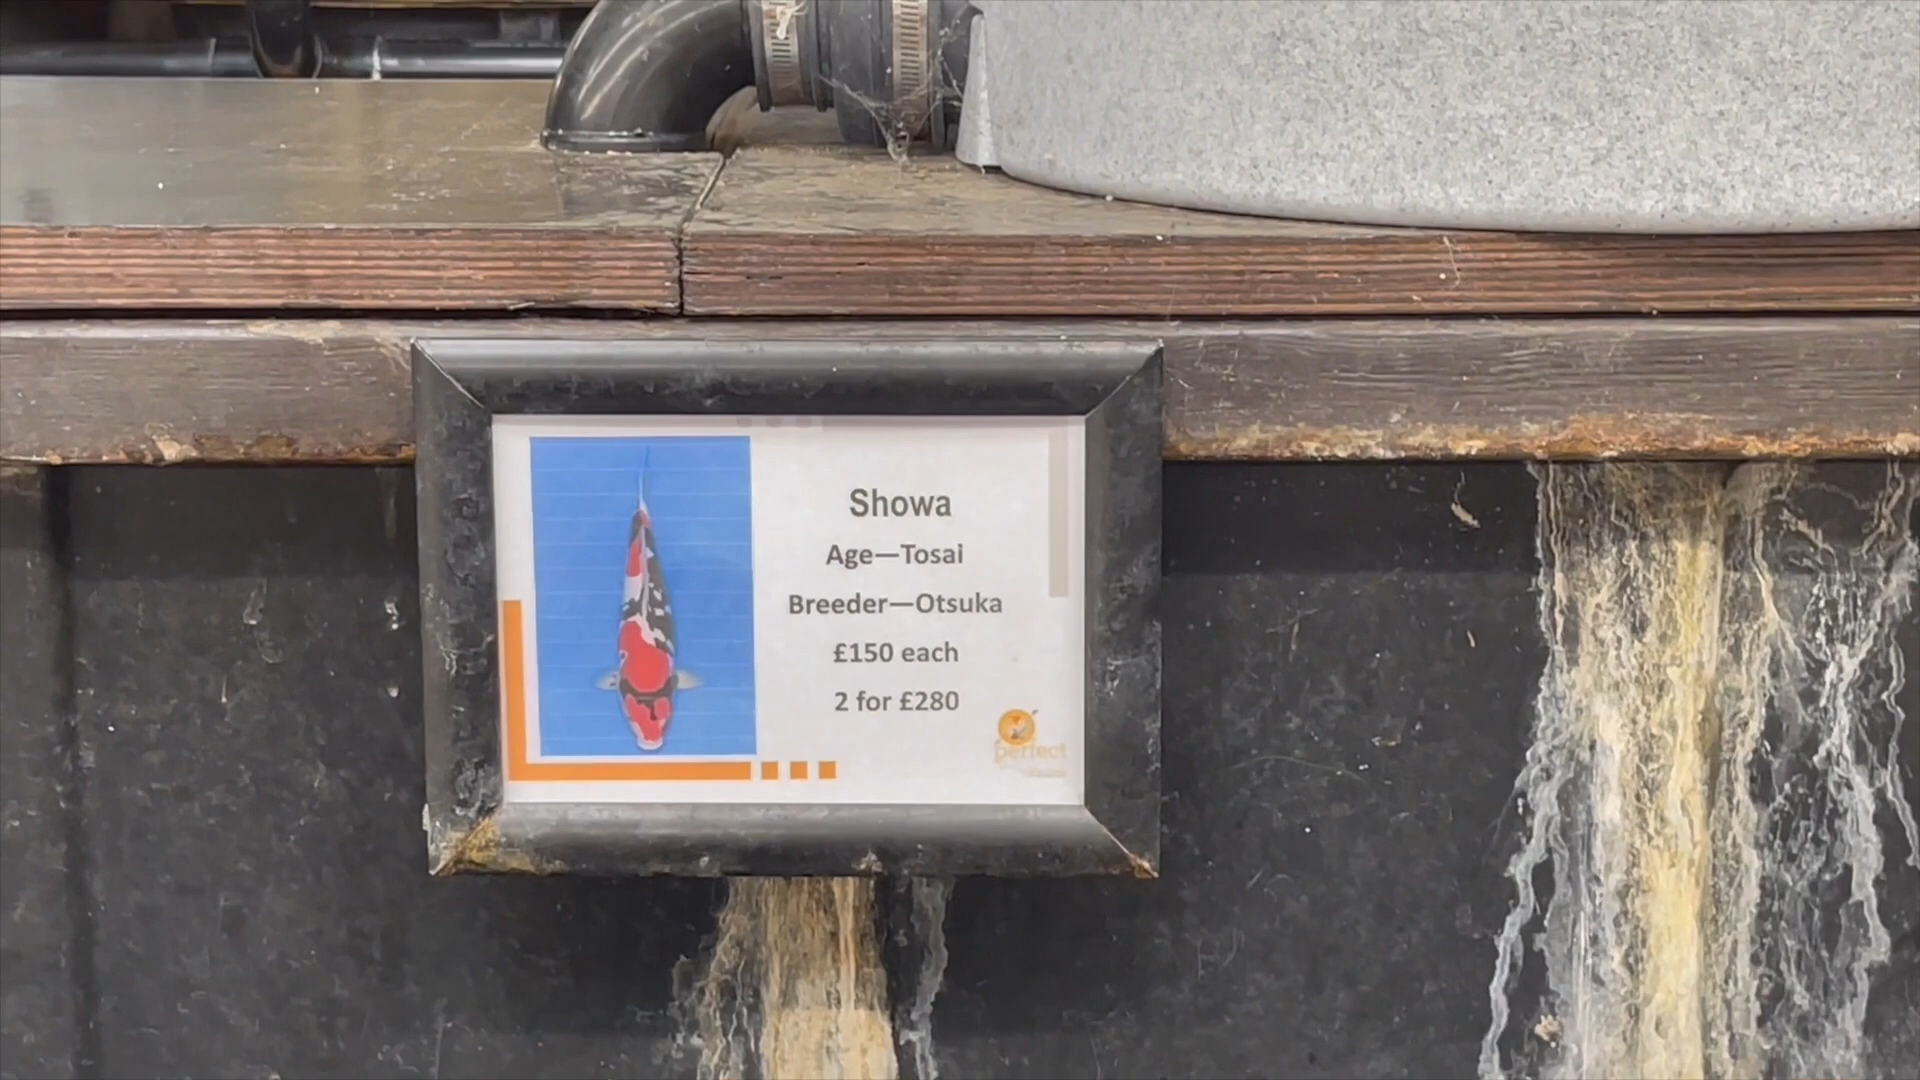 Showa
Age—Tosai
Breeder—Otsuka
£150 each
2 for £280
perfect